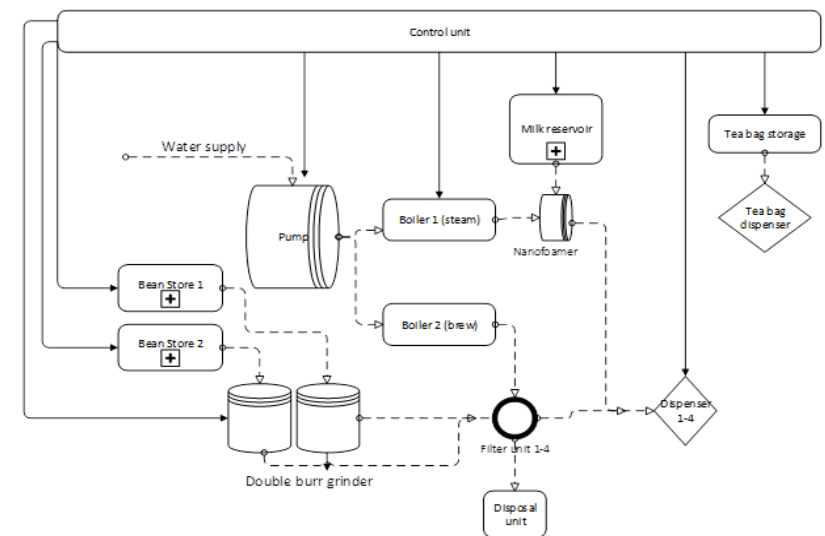 Control unit
Water supply
Milk reservoir
Tea bag storage
Pump
Boiler 1 (steam)
Tea bag
dispenser
Nanofoamer
Bean Store 1
Boiler 2 (brew)
Bean Store 2
Dispenser
1-4
Filter unit 1-4
Double burr grinder
Disposal
unit